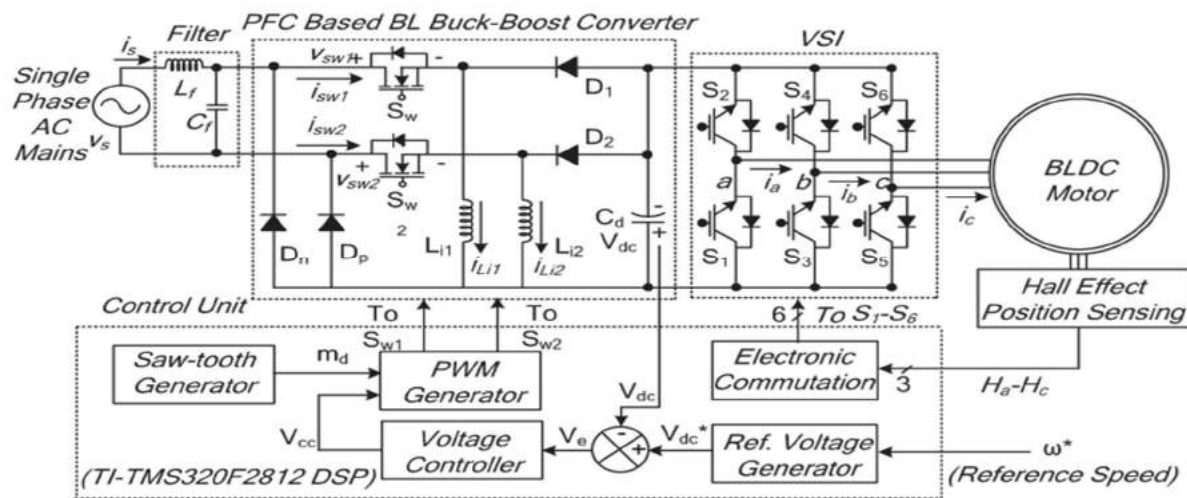 PFC Based BL Buck-Boost Converter
Filter
VSI
i_s
v_sw1 + -
Single
Phase
AC
Mains
v_s
L_f
C_f
i_sw1
S_w
D_1
i_sw2
D_2
+ -
v_sw2
S_w
2
D_n
D_p
L_i1
i_Li1
L_i2
i_Li2
-
C_d
V_dc
+
S_2
S_4
S_6
a
i_a
b
i_b
c
i_c
S_1
S_3
S_5
BLDC
Motor
Hall Effect
Position Sensing
Control Unit
To
S_w1
To
S_w2
6
To S_1-S_6
Saw-tooth
Generator
m_d
PWM
Generator
Electronic
Commutation
3
H_a-H_c
V_dc
V_cc
Voltage
Controller
V_e
-
+
V_dc*
Ref. Voltage
Generator
ω*
(TI-TMS320F2812 DSP)
(Reference Speed)